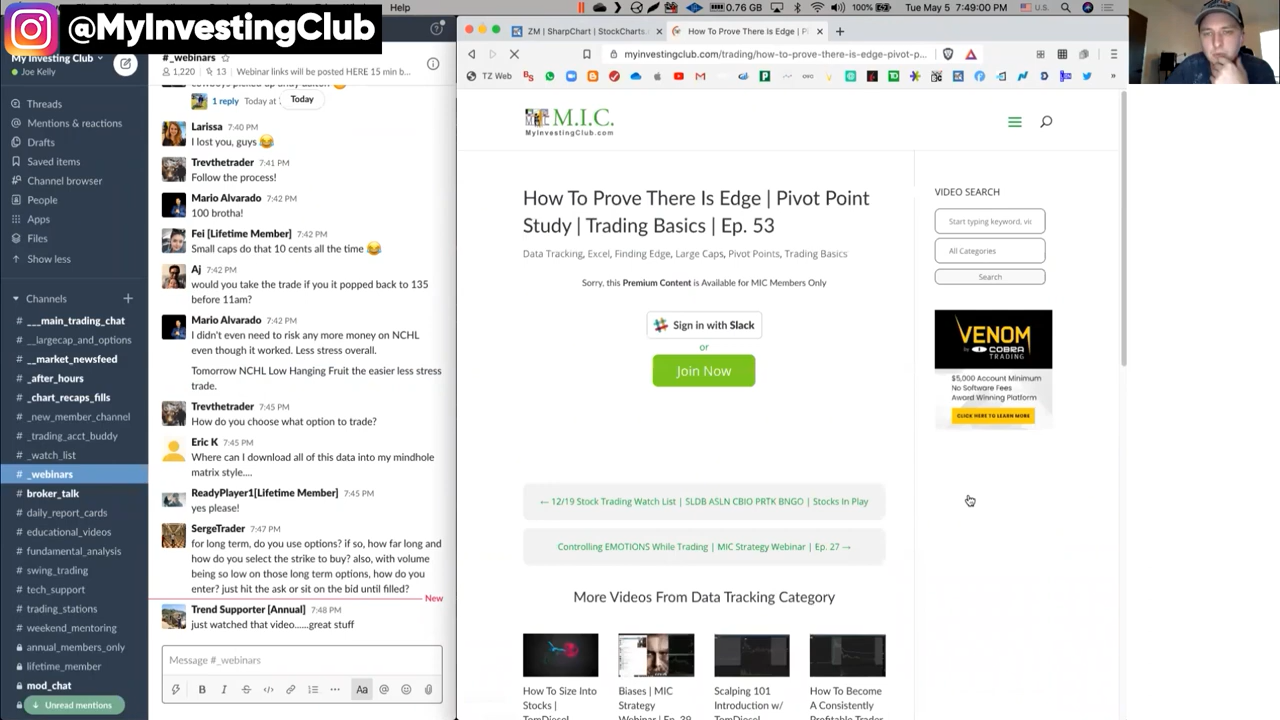 @MyInvestingClub
Help
0.76 GB
100%
Tue May 5 7:49:00 PM
U.S.
MyInvesting Club
Joe Kelly
Threads
Mentions & reactions
Drafts
Saved items
Channel browser
People
Apps
Files
Show less
Channels
# ___main_trading_chat
# __largecap_and_options
# __market_newsfeed
# _after_hours
# _chart_recaps_fills
# _new_member_channel
# _trading_acct_buddy
# _watch_list
# _webinars
# broker_talk
# daily_report_cards
# educational_videos
# fundamental_analysis
# swing_trading
# tech_support
# trading_stations
# weekend_mentoring
annual_members_only
lifetime_member
mod_chat
Unread mentions
#_webinars
1,220 | 13 | Webinar links will be posted HERE 15 min b...
1 reply Today at
Today
Larissa 7:40 PM
I lost you, guys 😂
Trevthetrader 7:41 PM
Follow the process!
Mario Alvarado 7:42 PM
100 brotha!
Fei [Lifetime Member] 7:42 PM
Small caps do that 10 cents all the time 😂
Aj 7:42 PM
would you take the trade if you it popped back to 135
before 11am?
Mario Alvarado 7:42 PM
I didn't even need to risk any more money on NCHL
even though it worked. Less stress overall.
Tomorrow NCHL Low Hanging Fruit the easier less stress
trade.
Trevthetrader 7:45 PM
How do you choose what option to trade?
Eric K 7:45 PM
Where can I download all of this data into my mindhole
matrix style....
ReadyPlayer1[Lifetime Member] 7:45 PM
yes please!
SergeTrader 7:47 PM
for long term, do you use options? if so, how far long and
how do you select the strike to buy? also, with volume
being so low on those long term options, how do you
enter? just hit the ask or sit on the bid until filled?
New
Trend Supporter [Annual] 7:48 PM
just watched that video......great stuff
Message #_webinars
B I
Aa @
ZM | SharpChart | StockCharts
How To Prove There Is Edge | Pi
myinvestingclub.com/trading/how-to-prove-there-is-edge-pivot-p...
TZ Web
M.I.C.
MyInvestingClub.com
How To Prove There Is Edge | Pivot Point
Study | Trading Basics | Ep. 53
Data Tracking, Excel, Finding Edge, Large Caps, Pivot Points, Trading Basics
Sorry, this Premium Content is Available for MIC Members Only
Sign in with Slack
or
Join Now
← 12/19 Stock Trading Watch List | SLDB ASLN CBIO PRTK BNGO | Stocks In Play
Controlling EMOTIONS While Trading | MIC Strategy Webinar | Ep. 27 →
More Videos From Data Tracking Category
How To Size Into
Stocks |
Biases | MIC
Strategy
Scalping 101
Introduction w/
How To Become
A Consistently
VIDEO SEARCH
Start typing keyword, vi
All Categories
Search
VENOM
by COBRA
TRADING
$5,000 Account Minimum
No Software Fees
Award Winning Platform
CLICK HERE TO LEARN MORE